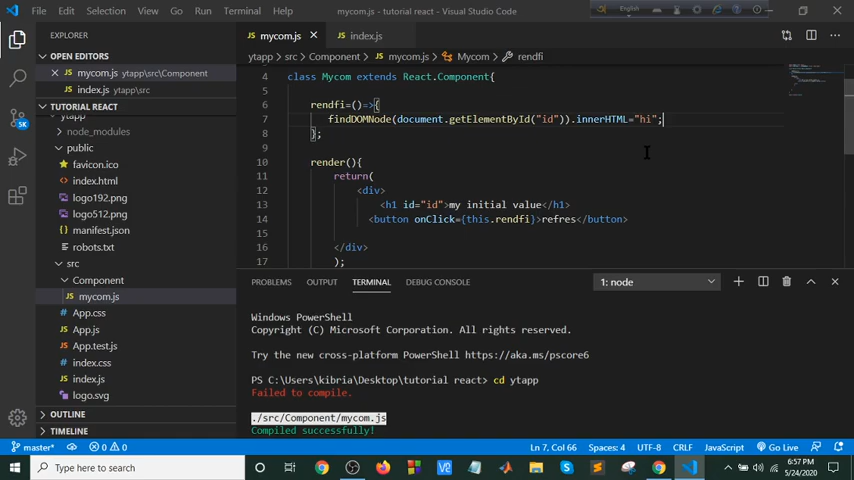 File Edit Selection View Go Run Terminal Help
mycom.js - tutorial react - Visual Studio Code
English
EXPLORER
OPEN EDITORS
mycom.js ytapp\src\Component
index.js ytapp\src
TUTORIAL REACT
ytapp
node_modules
public
favicon.ico
index.html
logo192.png
logo512.png
manifest.json
robots.txt
src
Component
mycom.js
App.css
App.js
App.test.js
index.css
index.js
logo.svg
OUTLINE
TIMELINE
5K
mycom.js
index.js
ytapp > src > Component > mycom.js > Mycom > rendfi
4 class Mycom extends React.Component{
5
6 rendfi=()=>{
7 findDOMNode(document.getElementById("id")).innerHTML="hi";
8 };
9
10 render(){
11 return(
12 <div>
13 <h1 id="id">my initial value</h1>
14 <button onClick={this.rendfi}>refres</button>
15
16 </div>
17 );
PROBLEMS OUTPUT TERMINAL DEBUG CONSOLE
1: node
Windows PowerShell
Copyright (C) Microsoft Corporation. All rights reserved.
Try the new cross-platform PowerShell https://aka.ms/pscore6
PS C:\Users\kibria\Desktop\tutorial react> cd ytapp
Failed to compile.
./src/Component/mycom.js
Compiled successfully!
master* 0 0
Ln 7, Col 66 Spaces: 4 UTF-8 CRLF JavaScript Go Live
Type here to search
6:57 PM
5/24/2020